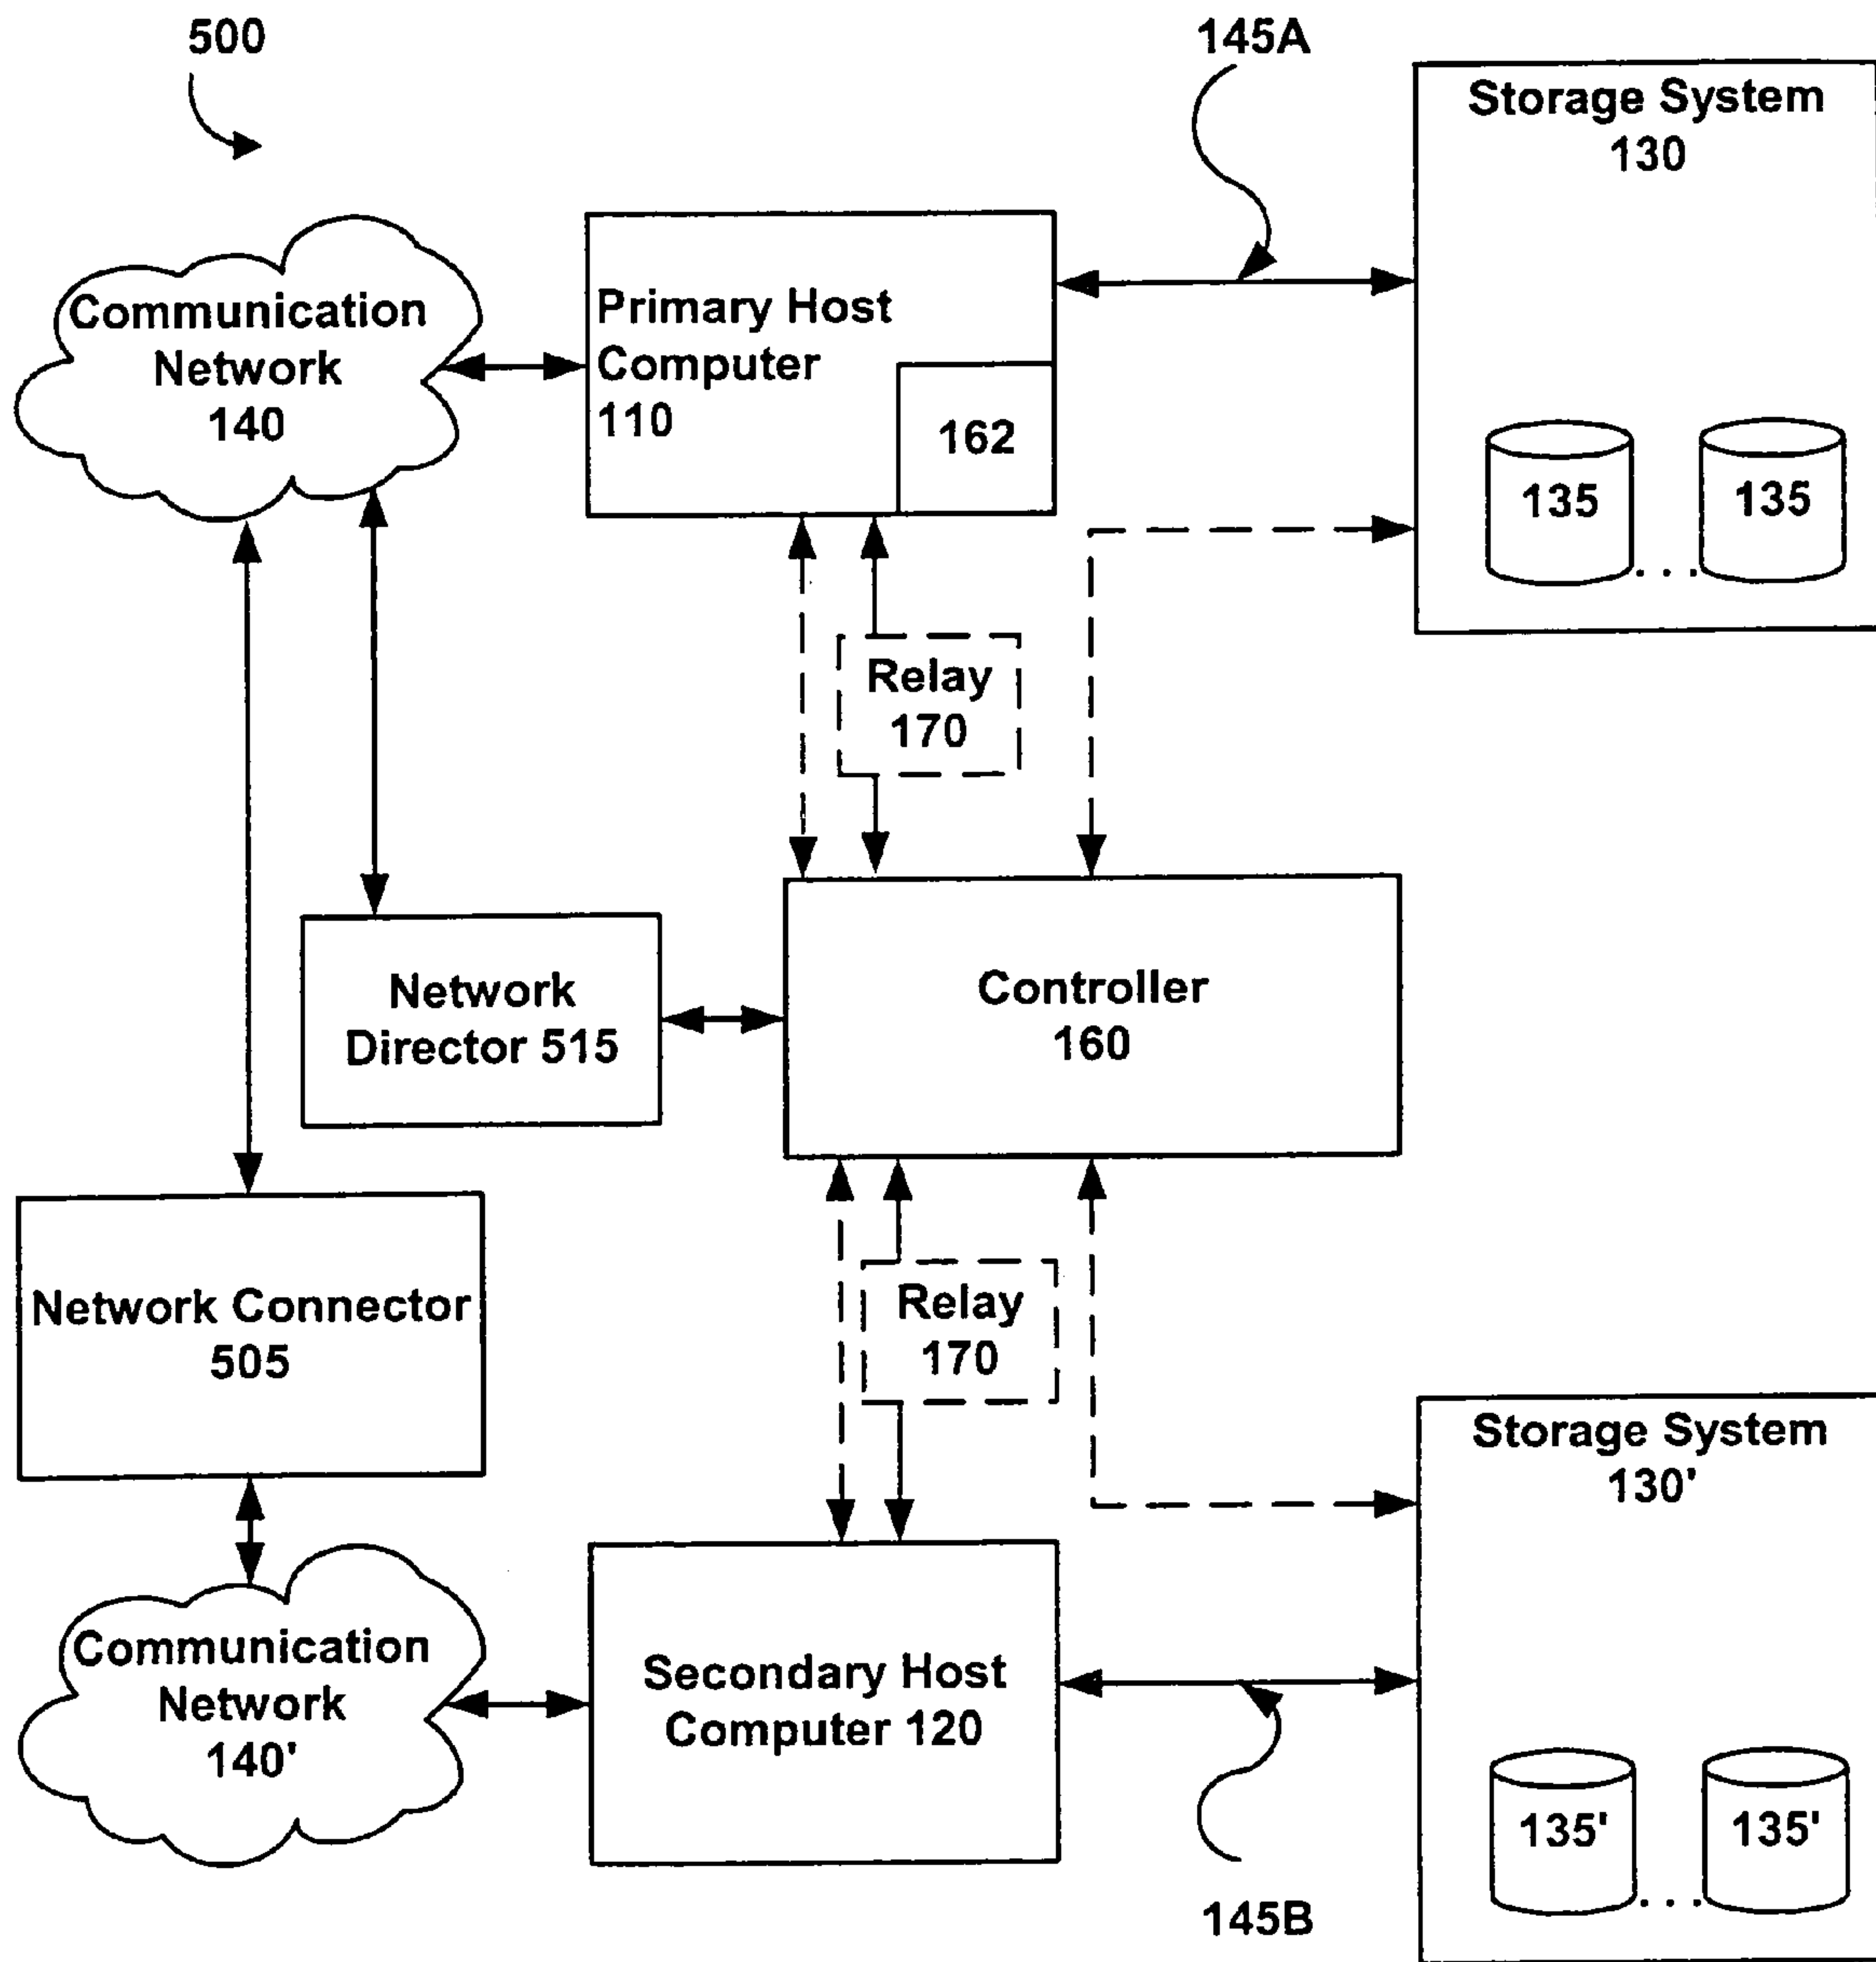 500
145A
Storage System
130
Communication
Network
140
Primary Host
Computer
110
162
135
135
...
Relay
170
Network
Director 515
Controller
160
Network Connector
505
Relay
170
Storage System
130'
Communication
Network
140'
Secondary Host
Computer 120
135'
135'
...
145B